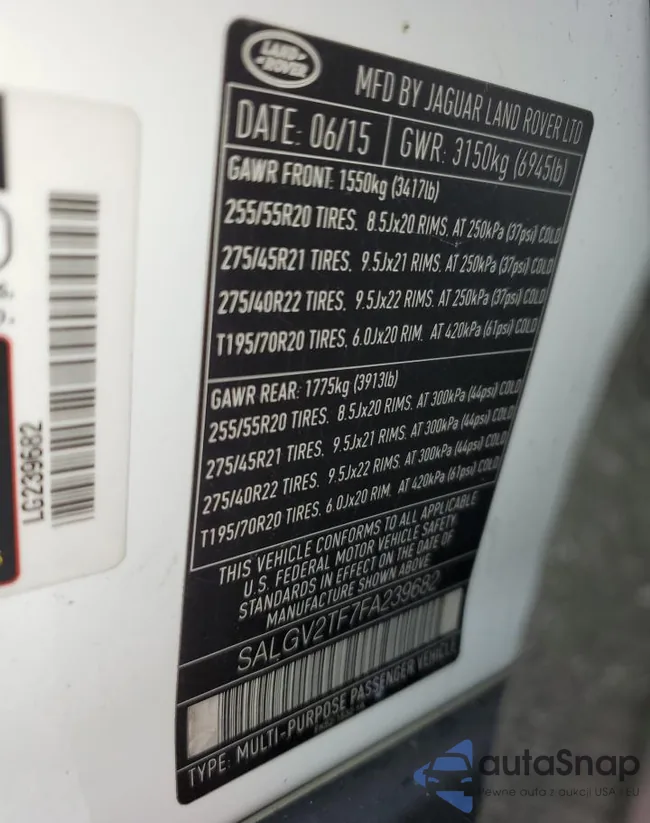 LAND ROVER
MFD BY JAGUAR LAND ROVER LTD
DATE: 06/15
GWR: 3150kg (6945lb)
GAWR FRONT: 1550kg (3417lb)
255/55R20 TIRES. 8.5Jx20 RIMS. AT 250kPa (37psi) COLD
275/45R21 TIRES. 9.5Jx21 RIMS. AT 250kPa (37psi) COLD
275/40R22 TIRES. 9.5Jx22 RIMS. AT 250kPa (37psi) COLD
T195/70R20 TIRES. 6.0Jx20 RIM. AT 420kPa (61psi) COLD
GAWR REAR: 1775kg (3913lb)
255/55R20 TIRES. 8.5Jx20 RIMS. AT 300kPa (44psi) COLD
275/45R21 TIRES. 9.5Jx21 RIMS. AT 300kPa (44psi) COLD
275/40R22 TIRES. 9.5Jx22 RIMS. AT 300kPa (44psi) COLD
T195/70R20 TIRES. 6.0Jx20 RIM. AT 420kPa (61psi) COLD
THIS VEHICLE CONFORMS TO ALL APPLICABLE
U.S. FEDERAL MOTOR VEHICLE SAFETY
STANDARDS IN EFFECT ON THE DATE OF
MANUFACTURE SHOWN ABOVE
SALGV2TF7FA239682
TYPE: MULTI-PURPOSE PASSENGER VEHICLE
LG239682
autaSnap
Pewne auta z aukcji USA i EU